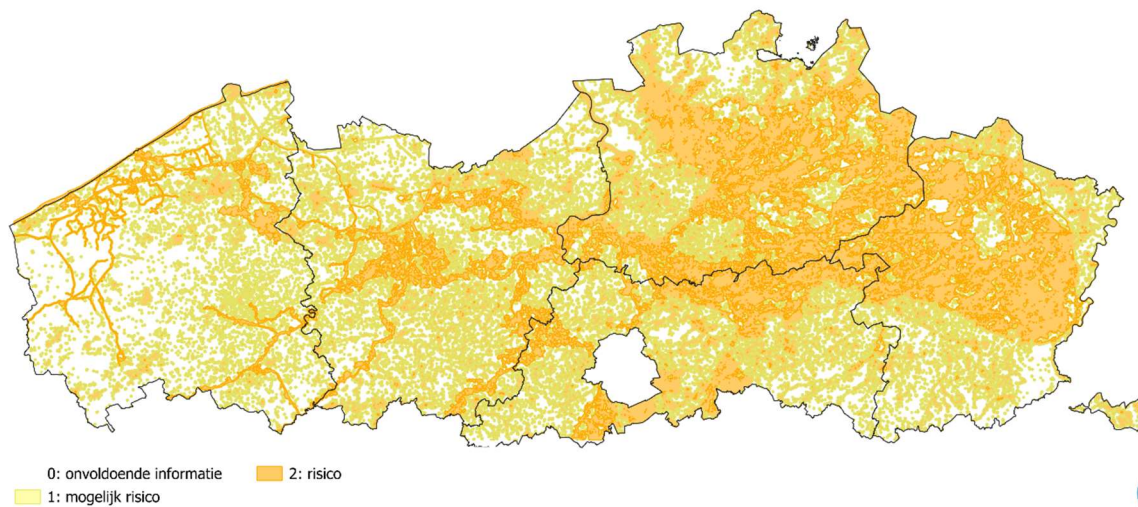 0: onvoldoende informatie
2: risico
1: mogelijk risico